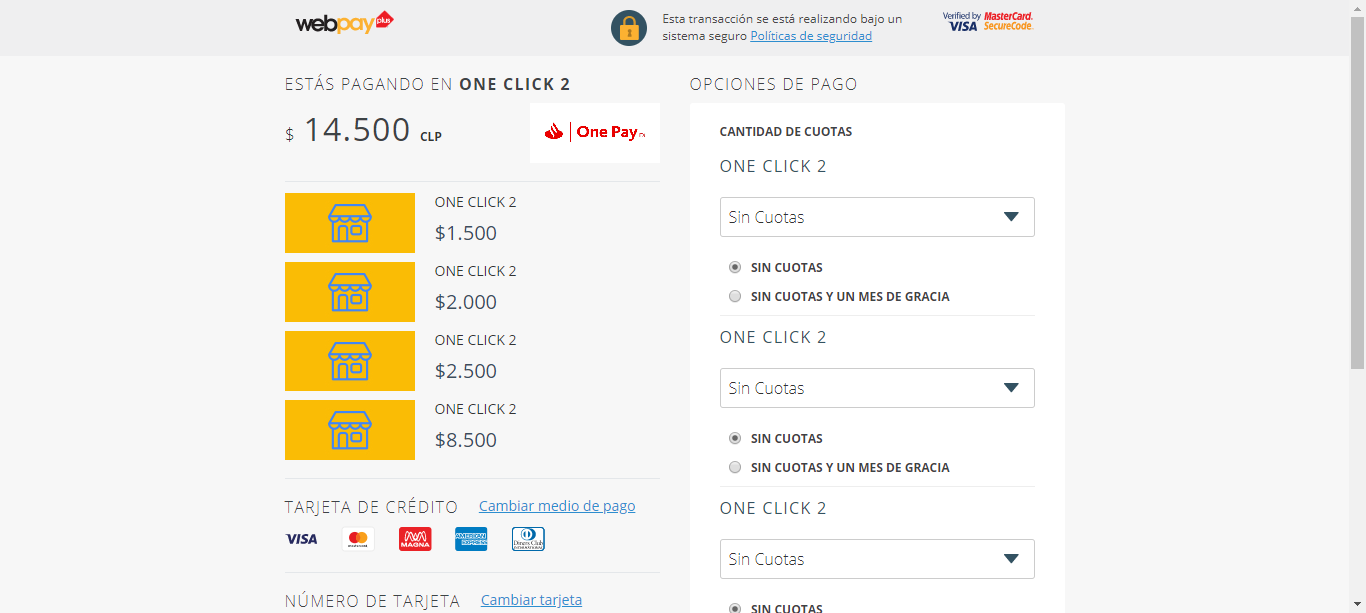 webpay plus
Esta transacción se está realizando bajo un
sistema seguro Políticas de seguridad
Verified by VISA
MasterCard. SecureCode.
ESTÁS PAGANDO EN ONE CLICK 2
$ 14.500 CLP
One Pay
ONE CLICK 2
$1.500
ONE CLICK 2
$2.000
ONE CLICK 2
$2.500
ONE CLICK 2
$8.500
TARJETA DE CRÉDITO Cambiar medio de pago
VISA
MAGNA
AMERICAN EXPRESS
Diners Club
INTERNATIONAL
NÚMERO DE TARJETA Cambiar tarjeta
OPCIONES DE PAGO
CANTIDAD DE CUOTAS
ONE CLICK 2
Sin Cuotas
SIN CUOTAS
SIN CUOTAS Y UN MES DE GRACIA
ONE CLICK 2
Sin Cuotas
SIN CUOTAS
SIN CUOTAS Y UN MES DE GRACIA
ONE CLICK 2
Sin Cuotas
SIN CUOTAS